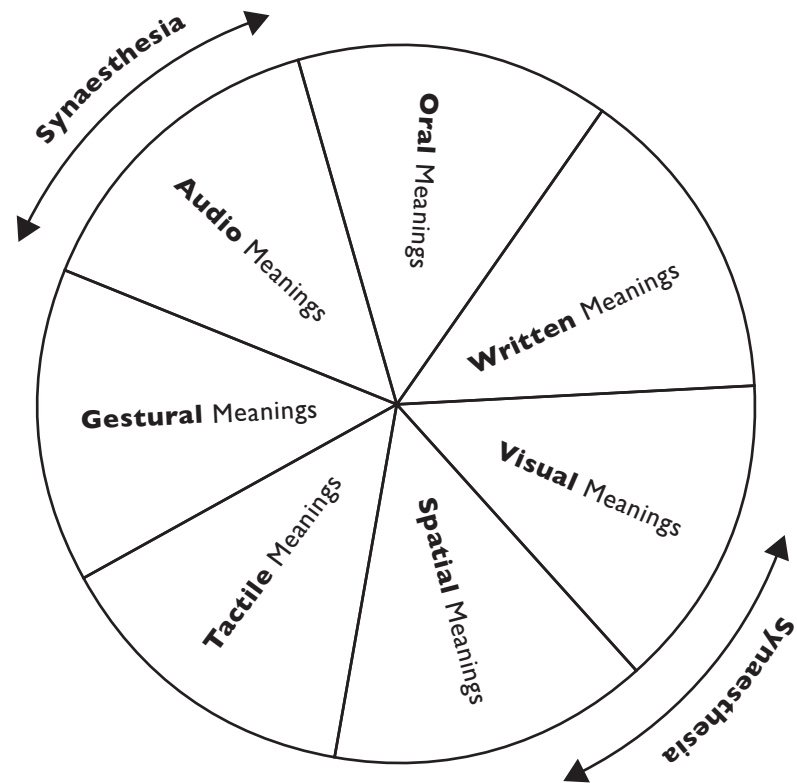 Synaesthesia
Oral Meanings
Audio Meanings
Written Meanings
Gestural Meanings
Visual Meanings
Tactile Meanings
Spatial Meanings
Synaesthesia